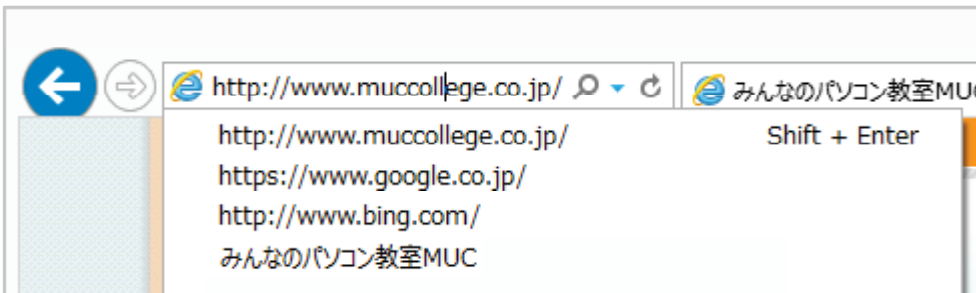 http://www.muccollege.co.jp/
みんなのパソコン教室MUC
http://www.muccollege.co.jp/ Shift + Enter
https://www.google.co.jp/
http://www.bing.com/
みんなのパソコン教室MUC